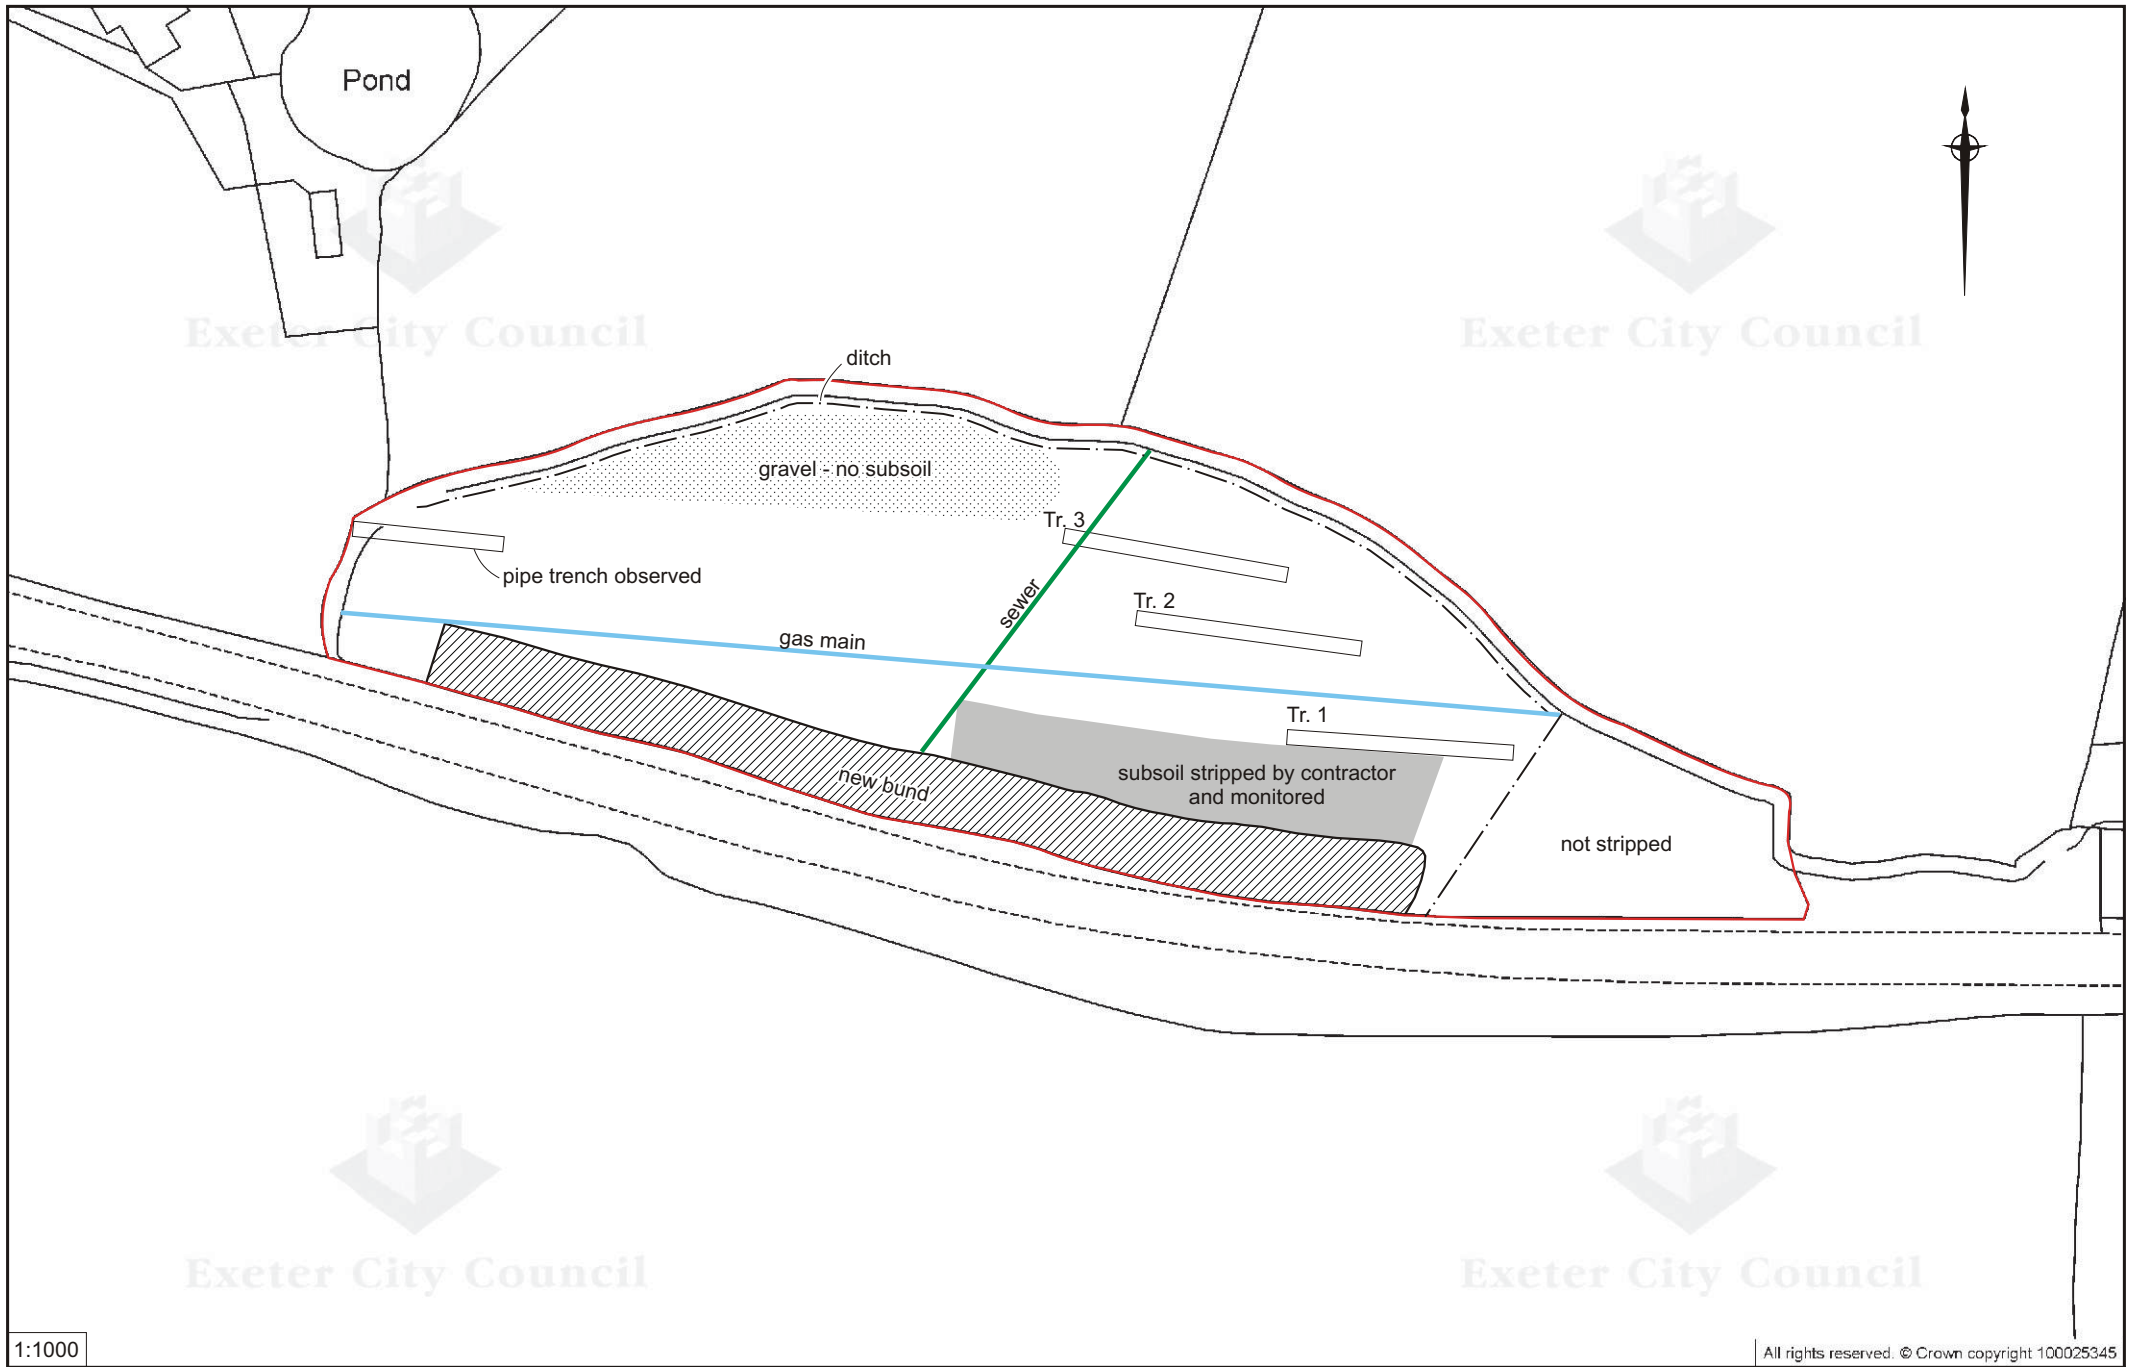 Pond
Exeter City Council
Exeter City Council
ditch
gravel - no subsoil
Tr. 3
pipe trench observed
sewer
Tr. 2
gas main
Tr. 1
new bund
subsoil stripped by contractor
and monitored
not stripped
Exeter City Council
Exeter City Council
1:1000
All rights reserved. © Crown copyright 100025345